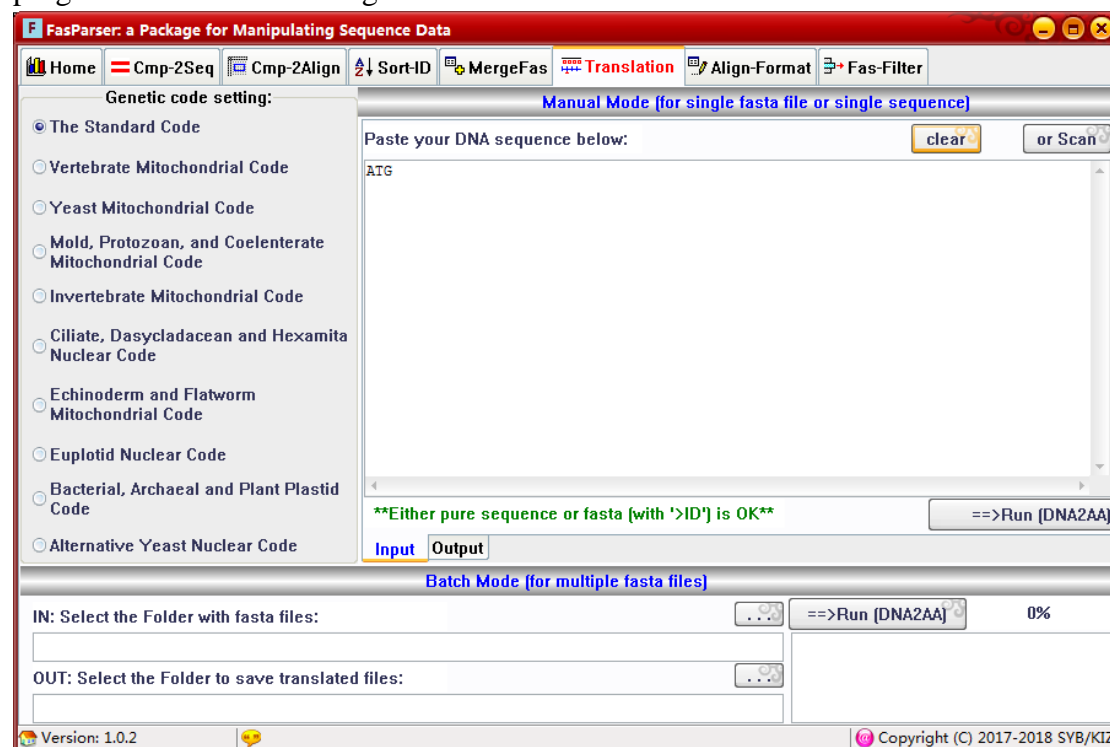 FasParser: a Package for Manipulating Sequence Data
Home Cmp-2Seq Cmp-2Align Sort-ID MergeFas Translation Align-Format Fas-Filter
Genetic code setting:
The Standard Code
Vertebrate Mitochondrial Code
Yeast Mitochondrial Code
Mold, Protozoan, and Coelenterate
Mitochondrial Code
Invertebrate Mitochondrial Code
Ciliate, Dasycladacean and Hexamita
Nuclear Code
Echinoderm and Flatworm
Mitochondrial Code
Euplotid Nuclear Code
Bacterial, Archaeal and Plant Plastid
Code
Alternative Yeast Nuclear Code
Manual Mode (for single fasta file or single sequence)
Paste your DNA sequence below:
clear
or Scan
ATG
**Either pure sequence or fasta (with '>ID') is OK**
==>Run (DNA2AA)
Input Output
Batch Mode (for multiple fasta files)
IN: Select the Folder with fasta files:
...
==>Run (DNA2AA)
0%
OUT: Select the Folder to save translated files:
...
Version: 1.0.2
Copyright (C) 2017-2018 SYB/KIZ